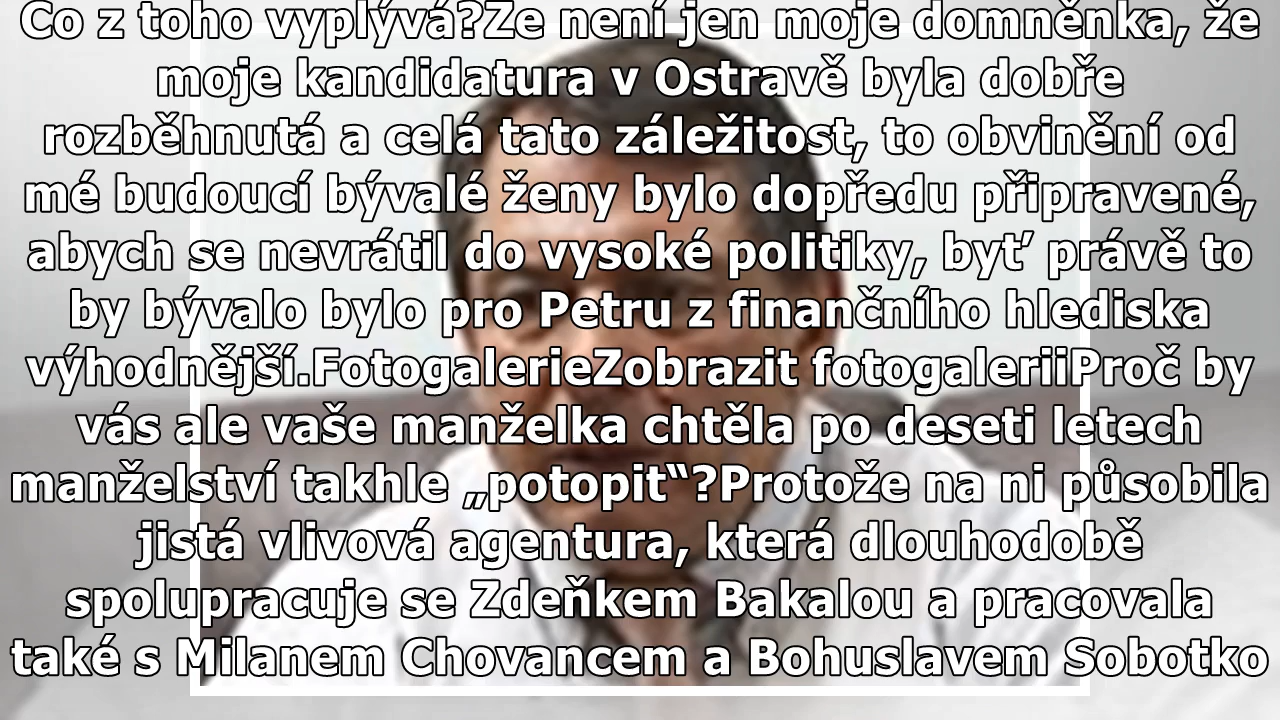 Co z toho vyplývá?Že není jen moje domněnka, že
moje kandidatura v Ostravě byla dobře
rozběhnutá a celá tato záležitost, to obvinění od
mé budoucí bývalé ženy bylo dopředu připravené,
abych se nevrátil do vysoké politiky, byť právě to
by bývalo bylo pro Petru z finančního hlediska
výhodnější.FotogalerieZobrazit fotogaleriiProč by
vás ale vaše manželka chtěla po deseti letech
manželství takhle „potopit“?Protože na ni působila
jistá vlivová agentura, která dlouhodobě
spolupracuje se Zdeňkem Bakalou a pracovala
také s Milanem Chovancem a Bohuslavem Sobotko